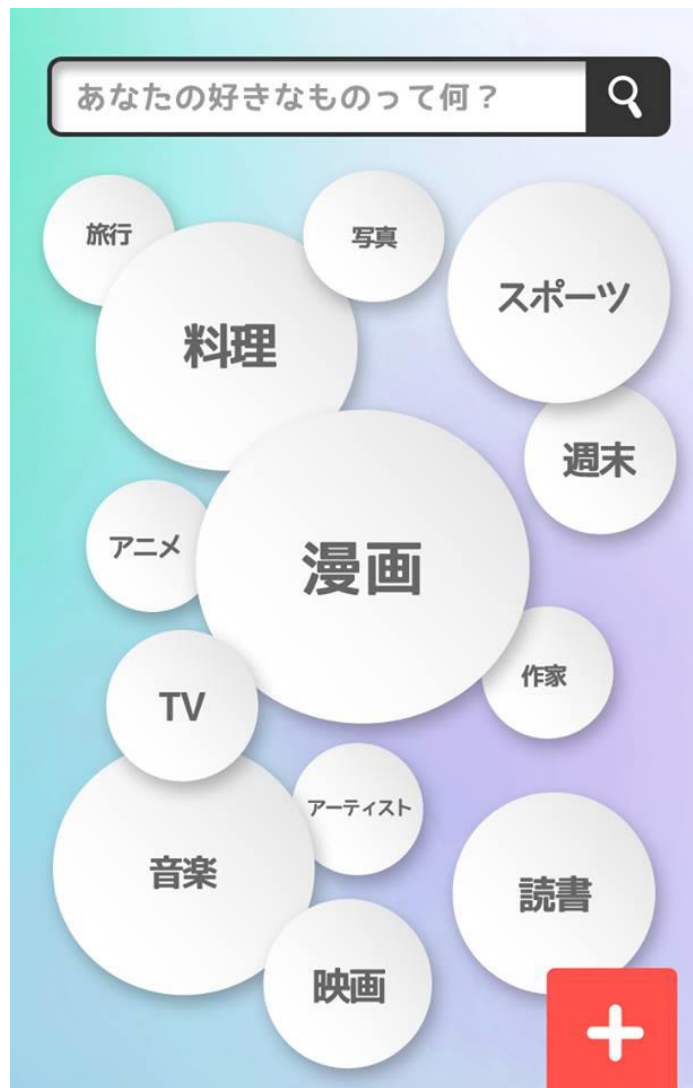 あなたの好きなものって何？
旅行
写真
スポーツ
料理
週末
アニメ
漫画
作家
TV
アーティスト
音楽
読書
映画